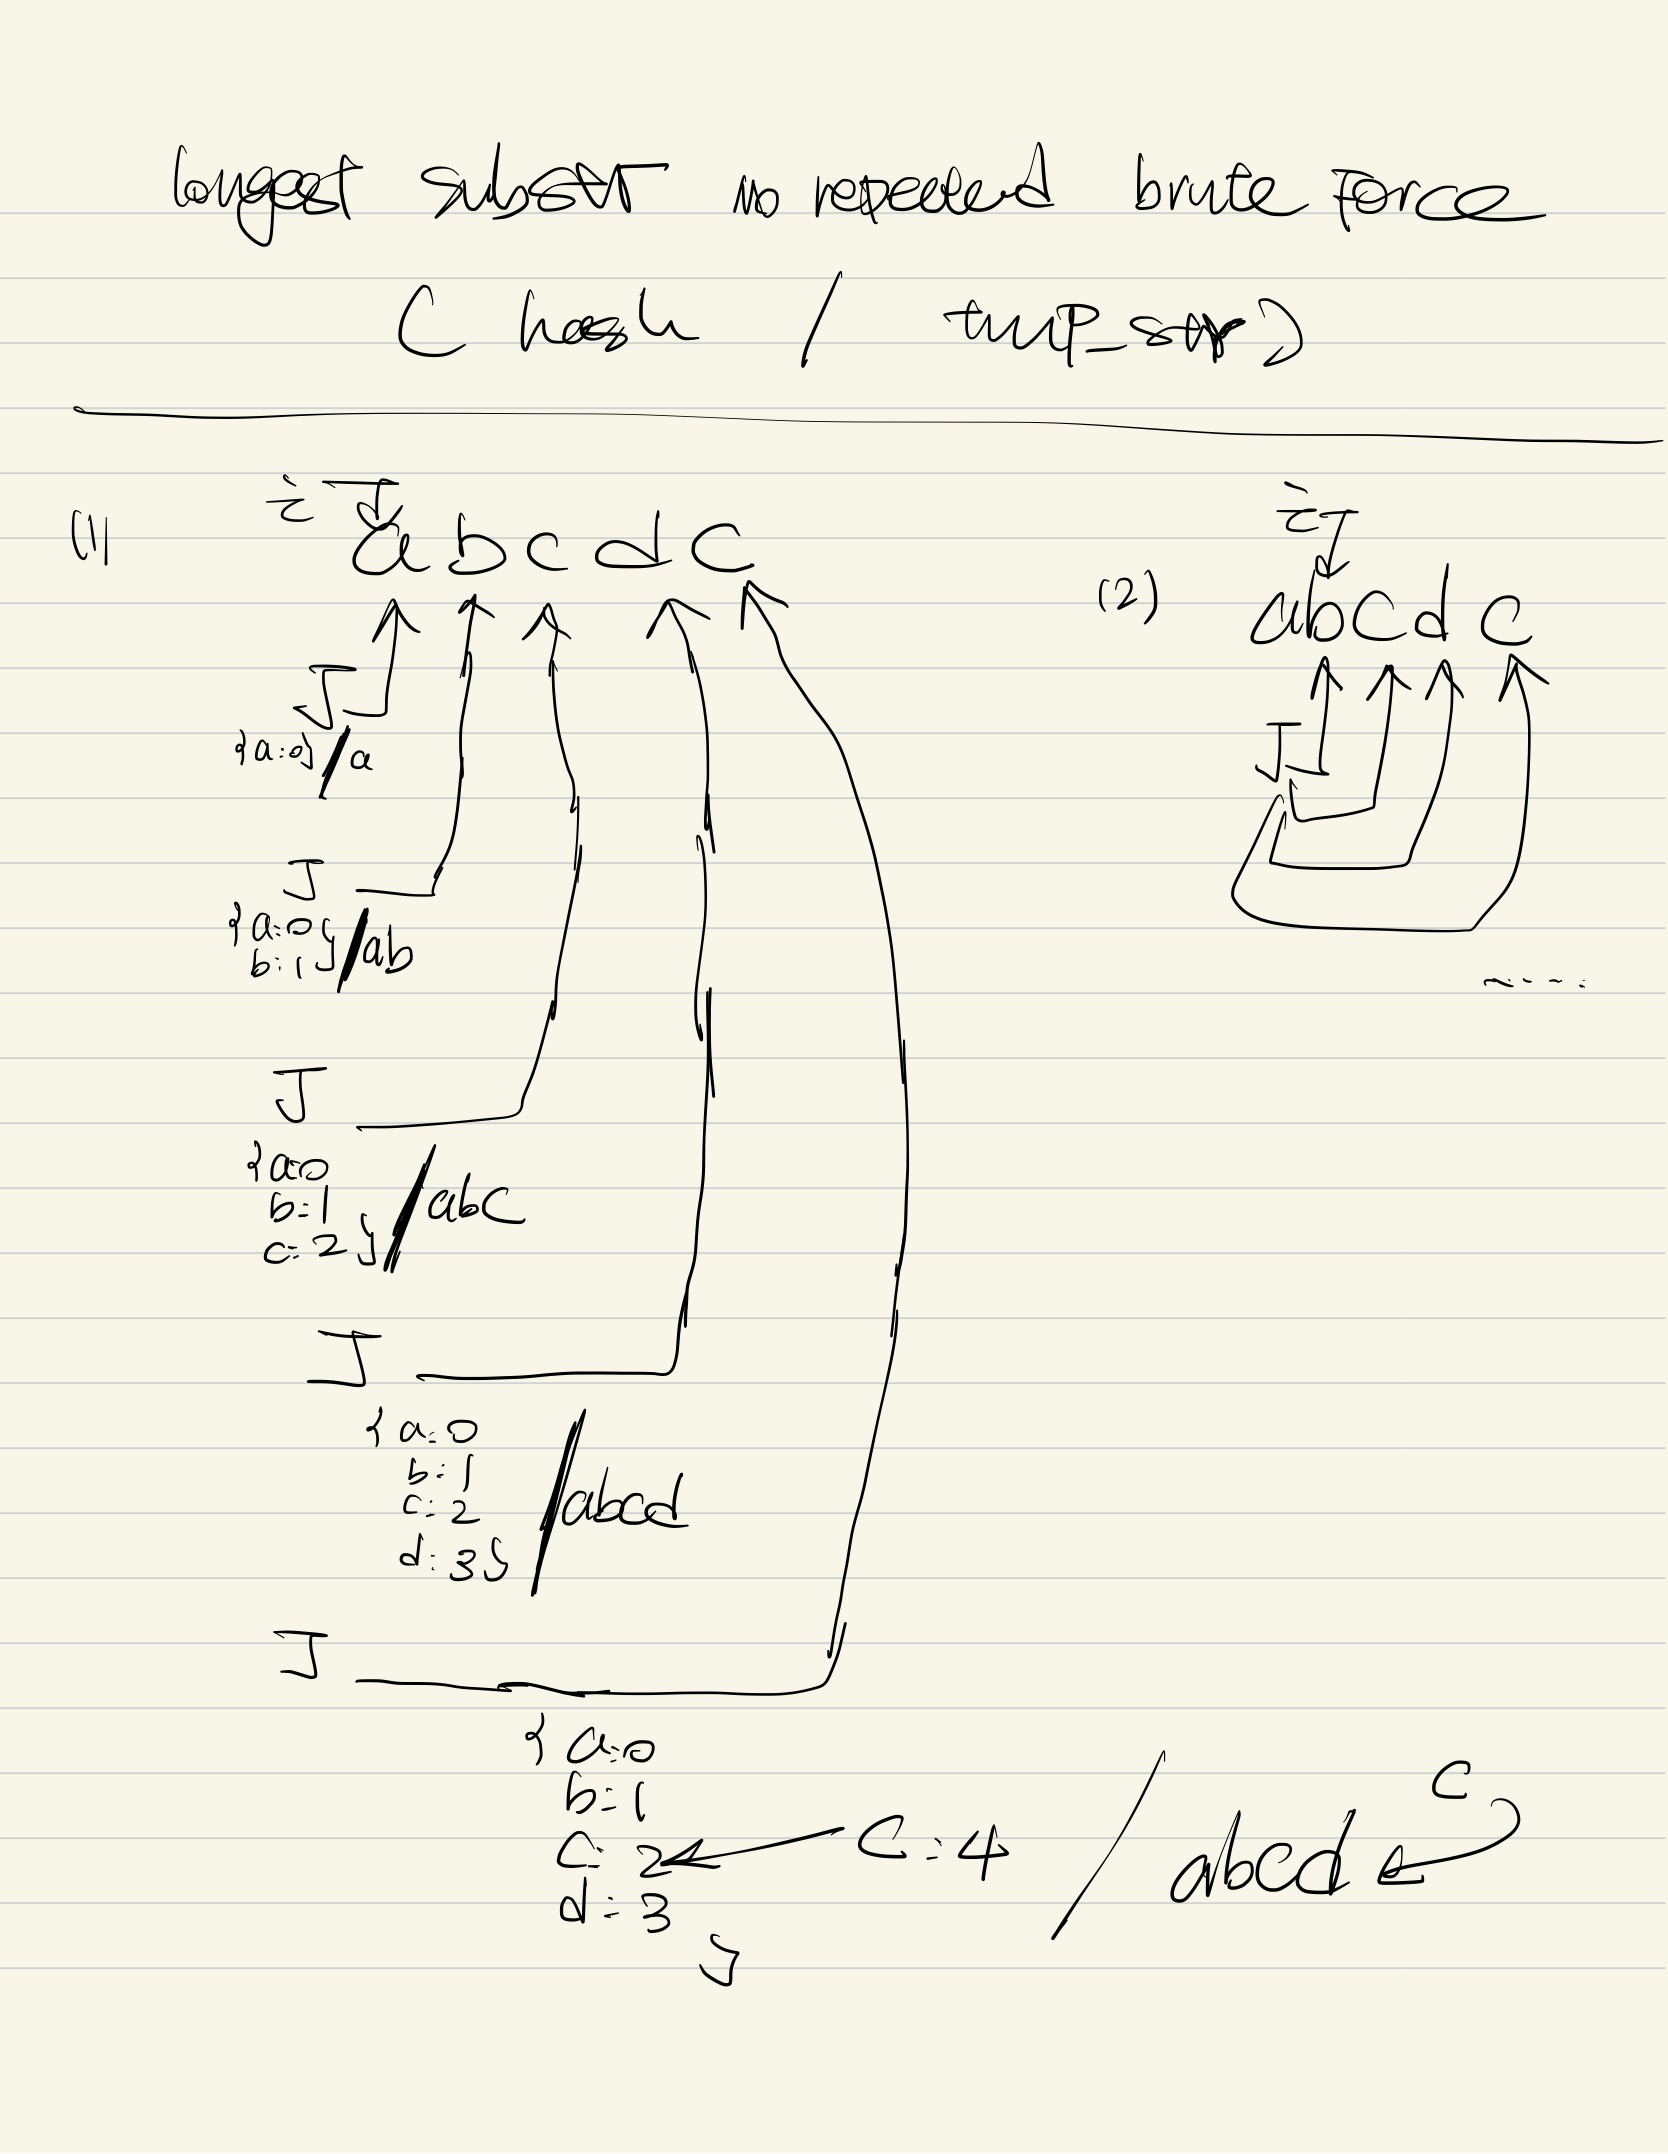 longest substr no repeated brute Force
( hash / tmp_str)
(1)
i J
a b c d c
J
{a:0} / a
J
{a:0
b:1} / ab
J
{a:0
b:1
c:2} / abc
J
{a:0
b:1
c:2
d:3} / abcd
J
{a:0
b:1
c:2 c:4
d:3
}
/ abcd c
(2)
i J
abcdc
J
.....